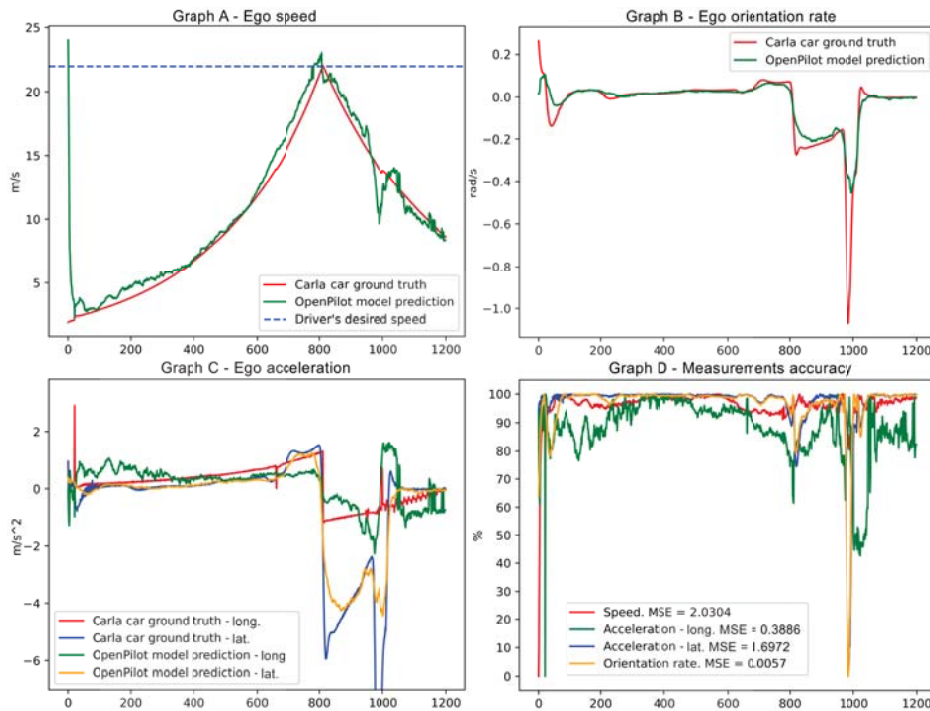 Graph A - Ego speed
m/s
20
15
10
5
0
200
400
600
800
1000
1200
Carla car ground truth
OpenPilot model prediction
Driver's desired speed
Graph B - Ego orientation rate
rad/s
0.2
0.0
-0.2
-0.4
-0.6
-0.8
-1.0
0
200
400
600
800
1000
1200
Carla car ground truth
OpenPilot model prediction
Graph C - Ego acceleration
m/s^2
2
0
-2
-4
-6
0
200
400
600
800
1000
1200
Carla car ground truth - long.
Carla car ground truth - lat.
OpenPilot model prediction - long
OpenPilot model prediction - lat.
Graph D - Measurements accuracy
%
100
90
80
70
60
50
40
30
20
10
0
0
200
400
600
800
1000
1200
Speed. MSE = 2.0304
Acceleraton - long. MSE = 0.3886
Acceleraton - lat. MSE = 1.6972
Orientation rate. MSE = 0.0057